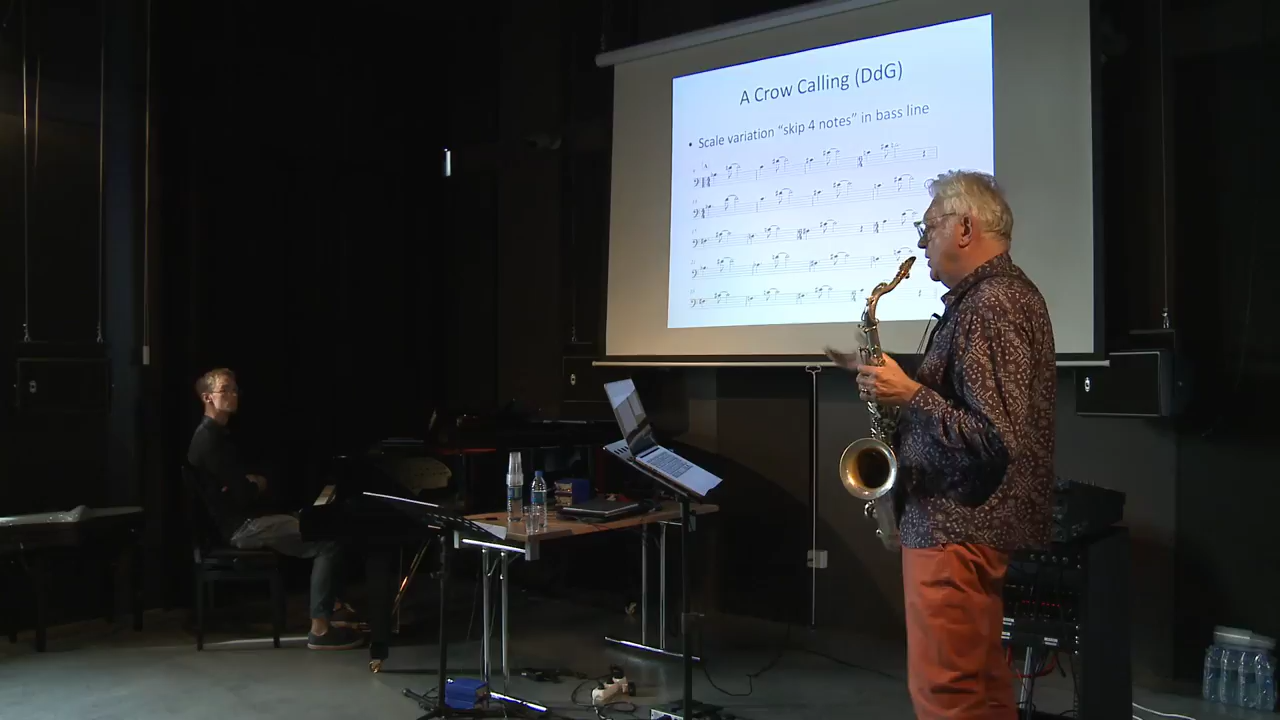 A Crow Calling (DdG)
• Scale variation “skip 4 notes” in bass line